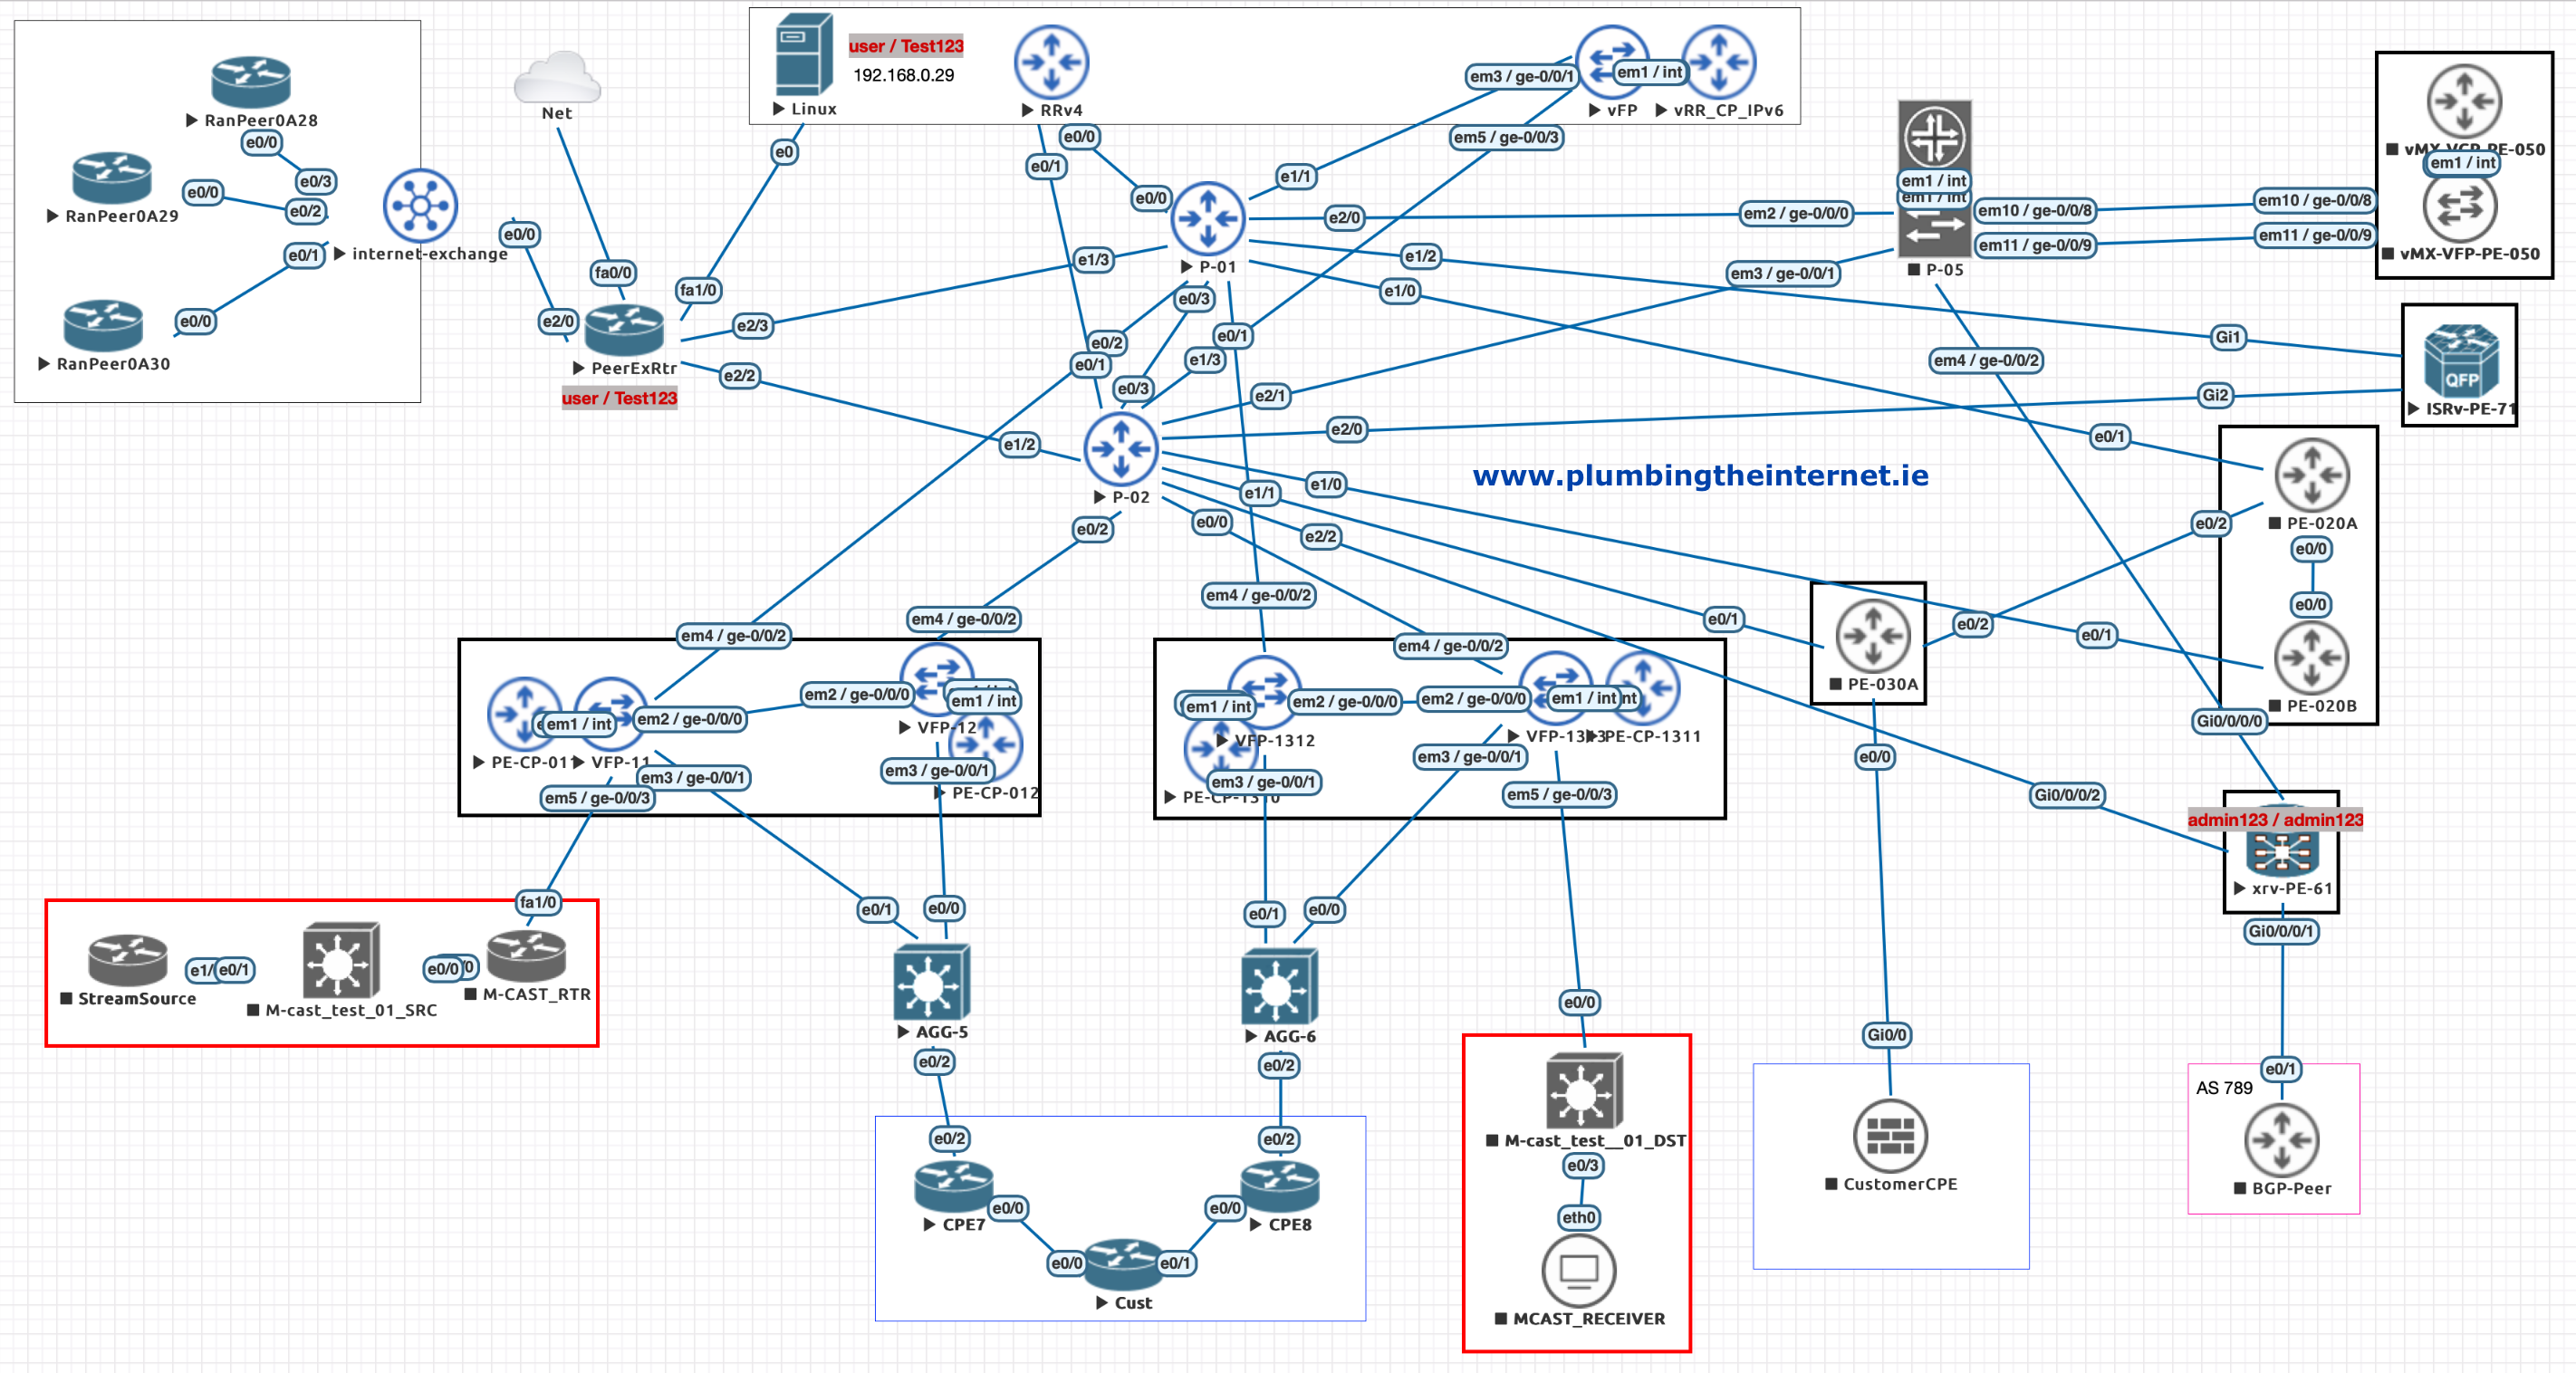 user / Test123
192.168.0.29
Linux
RRv4
em3 / ge-0/0/1
em1 / int
vFP
vRR_CP_IPv6
RanPeer0A28
e0/0
e0/3
RanPeer0A29
e0/0
e0/2
internet-exchange
e0/1
e0/0
RanPeer0A30
Net
e0/0
e2/0
fa0/0
fa1/0
e0
PeerExRtr
user / Test123
e2/3
e2/2
e0/1
e0/0
e0/0
e1/3
em5 / ge-0/0/3
e1/1
e2/0
e1/2
e1/0
P-01
e0/3
e0/2
e0/1
e0/1
e1/3
e0/3
em2 / ge-0/0/0
em3 / ge-0/0/1
em1 / int
em1 / int
em10 / ge-0/0/8
em11 / ge-0/0/9
P-05
em4 / ge-0/0/2
em10 / ge-0/0/8
em11 / ge-0/0/9
em1 / int
vMX-VFP-PE-050
Gi1
Gi2
QFP
ISRv-PE-71
e2/1
e2/0
e1/2
P-02
e1/0
e1/1
e0/0
e2/2
e0/2
www.plumbingtheinternet.ie
e0/1
e0/2
PE-020A
e0/0
e0/0
PE-020B
e0/1
e0/1
e0/2
PE-030A
e0/0
em4 / ge-0/0/2
em4 / ge-0/0/2
em1 / int
em2 / ge-0/0/0
em2 / ge-0/0/0
em1 / int
VFP-12
VFP-11
em3 / ge-0/0/1
em5 / ge-0/0/3
em3 / ge-0/0/1
PE-CP-012
em4 / ge-0/0/2
em4 / ge-0/0/2
em1 / int
em2 / ge-0/0/0
em2 / ge-0/0/0
em1 / int
VFP-1312
PE-CP-1311
em3 / ge-0/0/1
em3 / ge-0/0/1
em5 / ge-0/0/3
Gi0/0/0/0
Gi0/0/0/2
admin123 / admin123
xrv-PE-61
Gi0/0/0/1
fa1/0
StreamSource
e0/1
M-cast_test_01_SRC
e0/0
M-CAST_RTR
e0/1
e0/0
AGG-5
e0/2
e0/1
e0/0
AGG-6
e0/2
e0/2
e0/2
CPE7
e0/0
e0/0
CPE8
e0/0
e0/1
Cust
e0/0
M-cast_test__01_DST
e0/3
eth0
MCAST_RECEIVER
Gi0/0
CustomerCPE
AS 789
e0/1
BGP-Peer